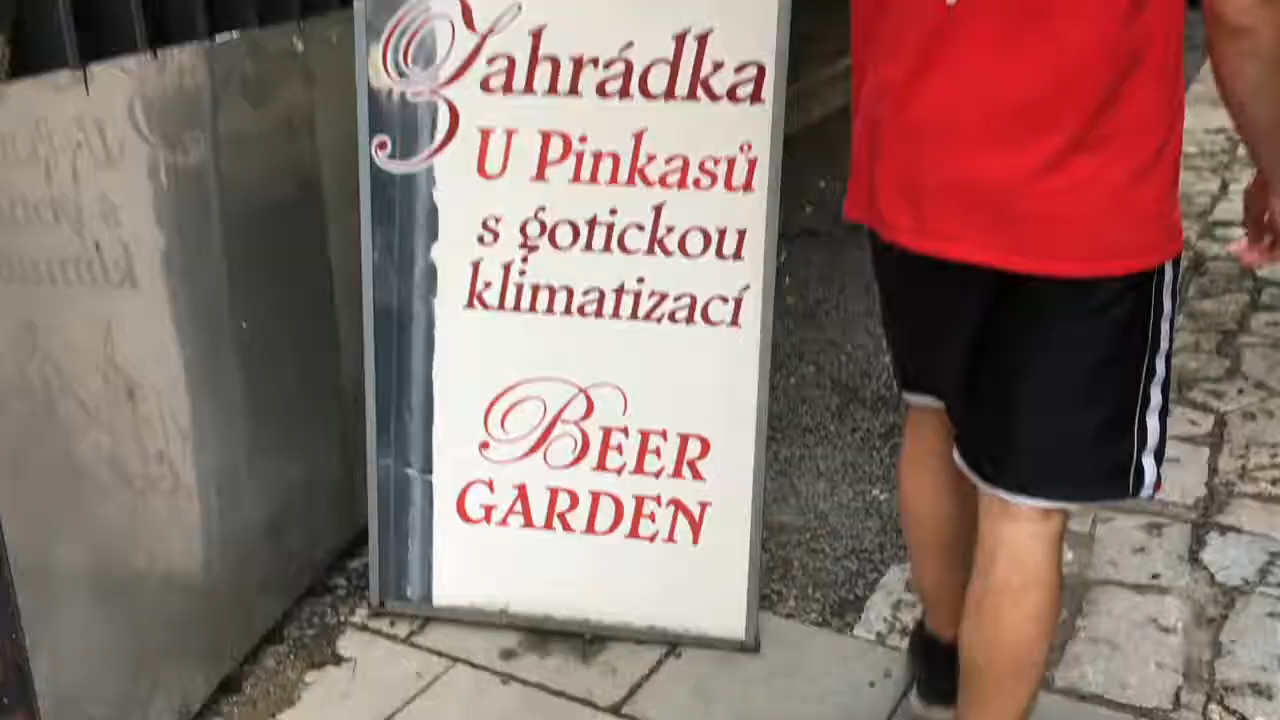 Zahrádka
U Pinkasů
s gotickou
klimatizací
BEER
GARDEN